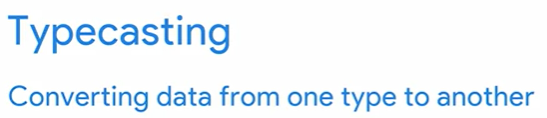 Typecasting
Converting data from one type to another